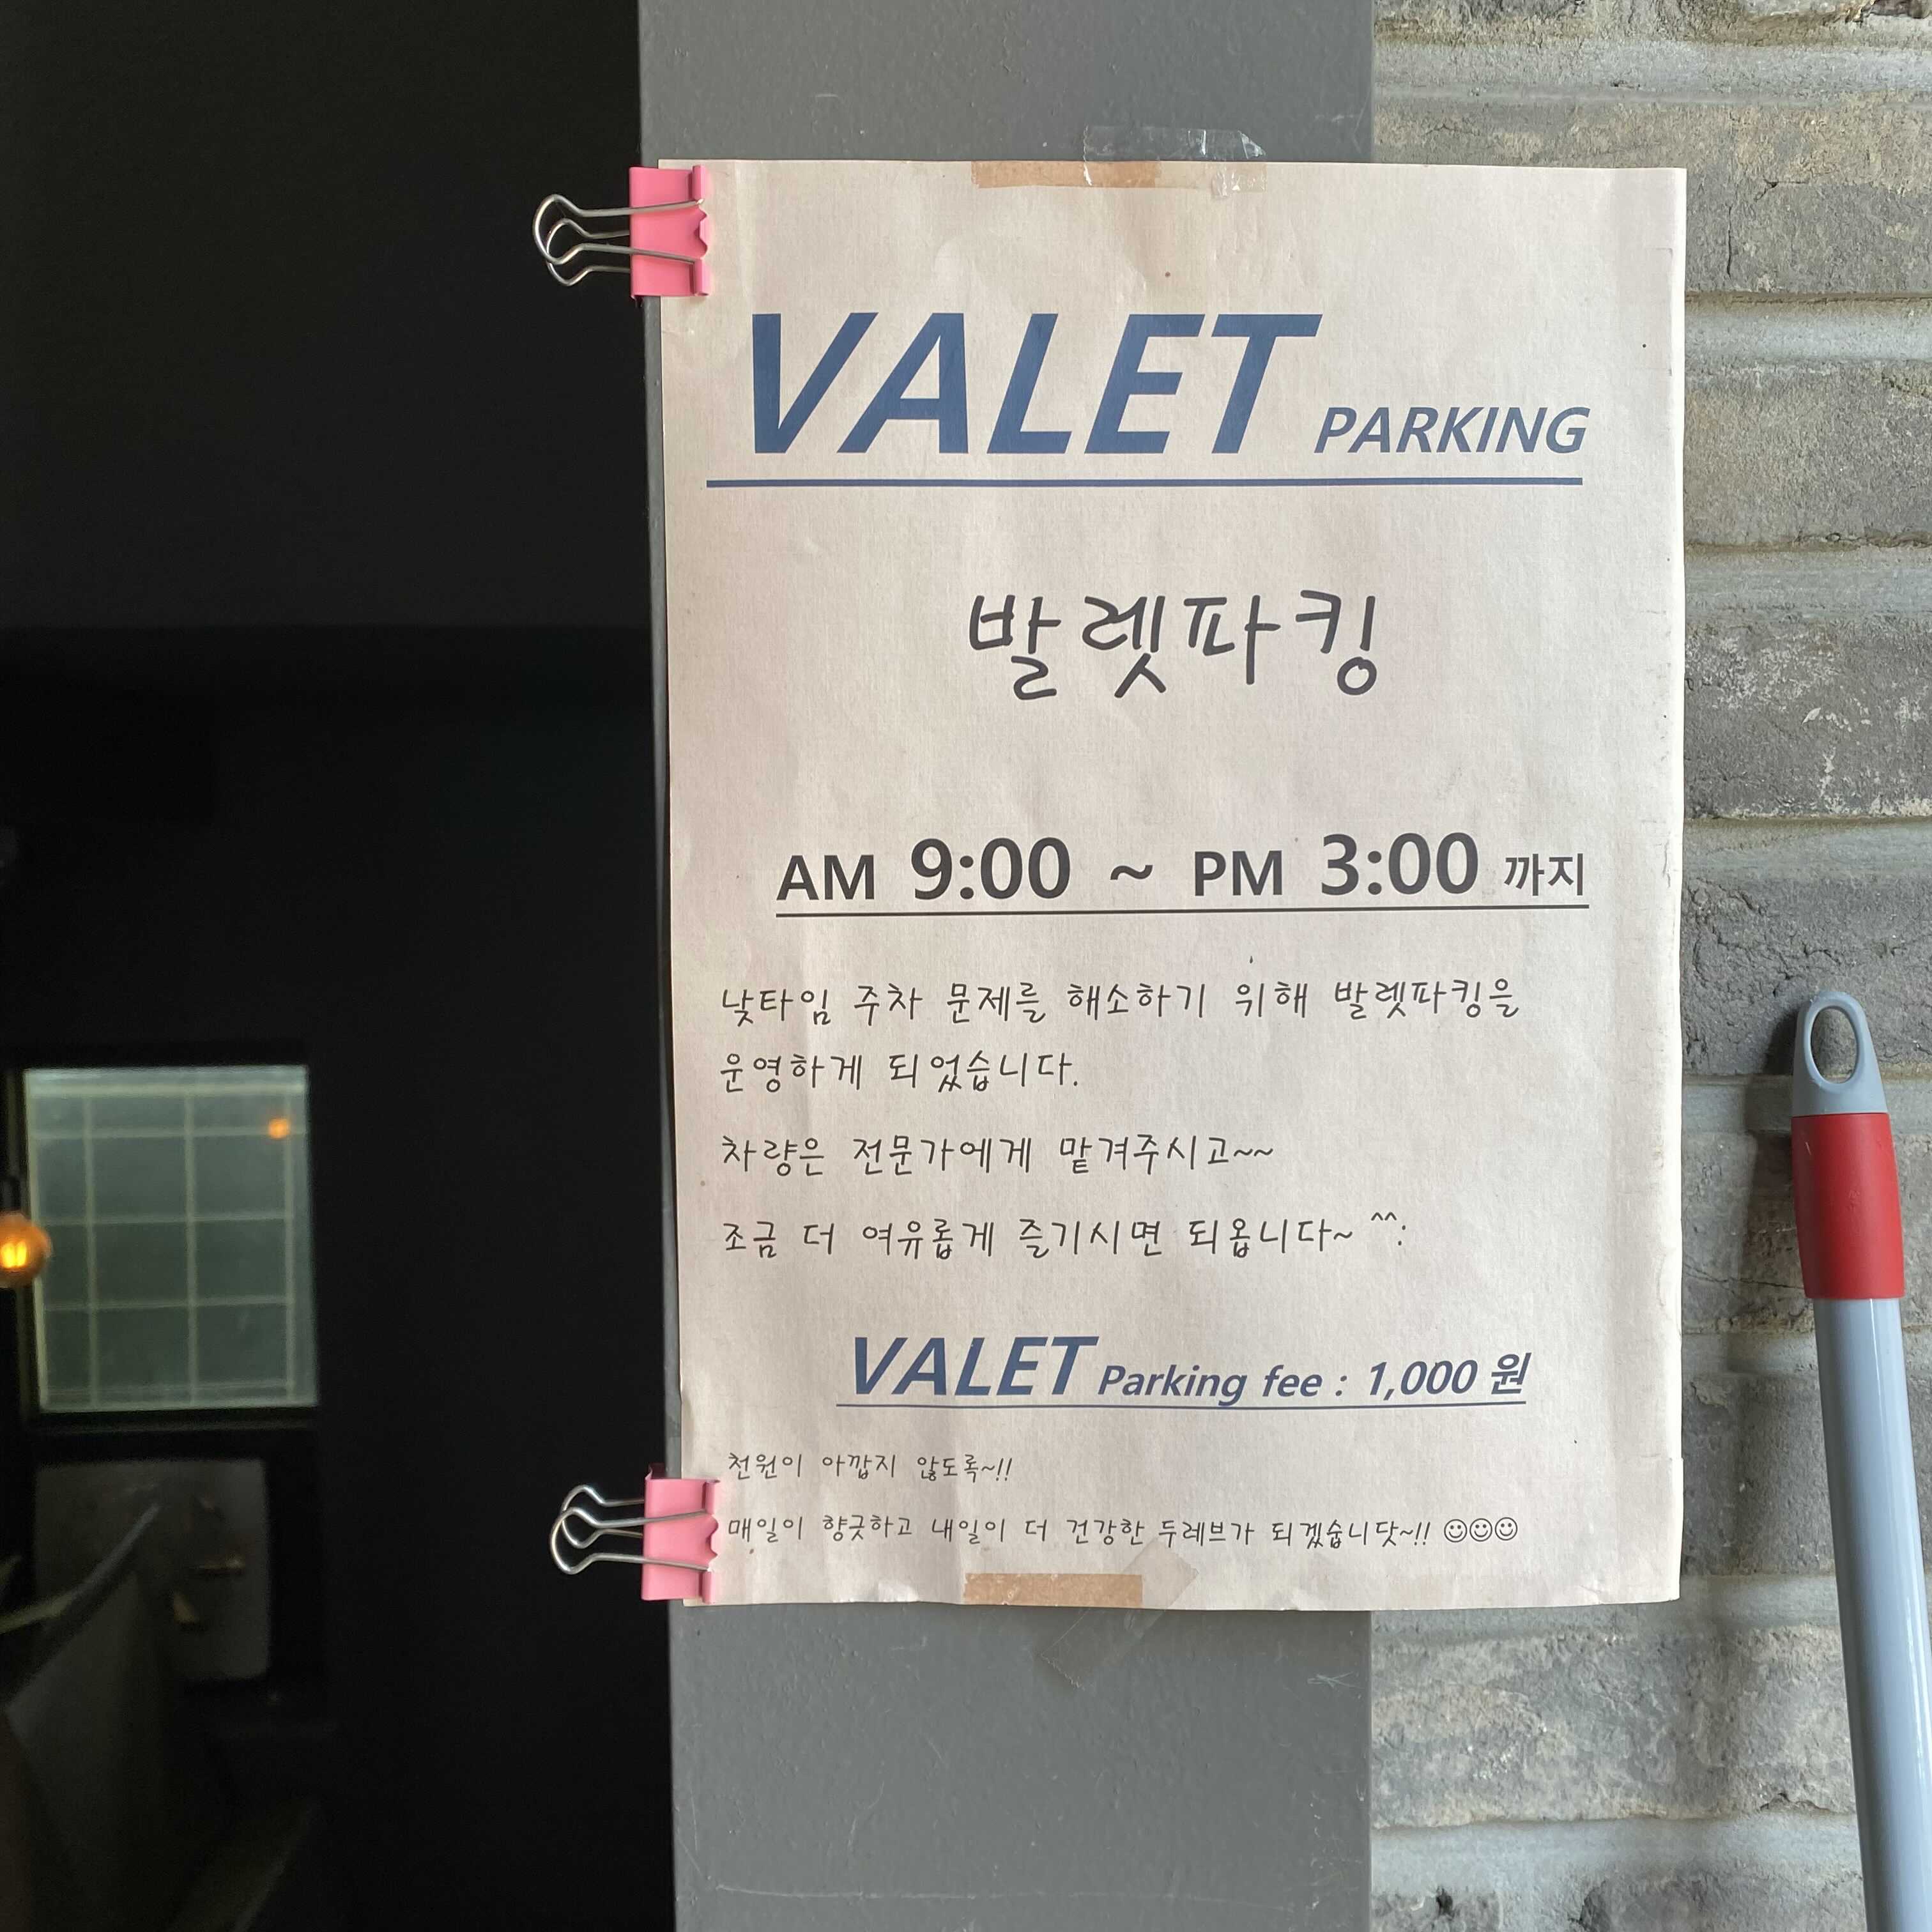 VALET PARKING
발렛파킹
AM 9:00 ~ PM 3:00 까지
낮타임 주차 문제를 해소하기 위해 발렛파킹을
운영하게 되었습니다.
차량은 전문가에게 맡겨주시고~~
조금 더 여유롭게 즐기시면 되옵니다~ ^^;
VALET Parking fee : 1,000 원
천원이 아깝지 않도록~!!
매일이 향긋하고 내일이 더 건강한 두레브가 되겠습니닷~!! ☺☺☺